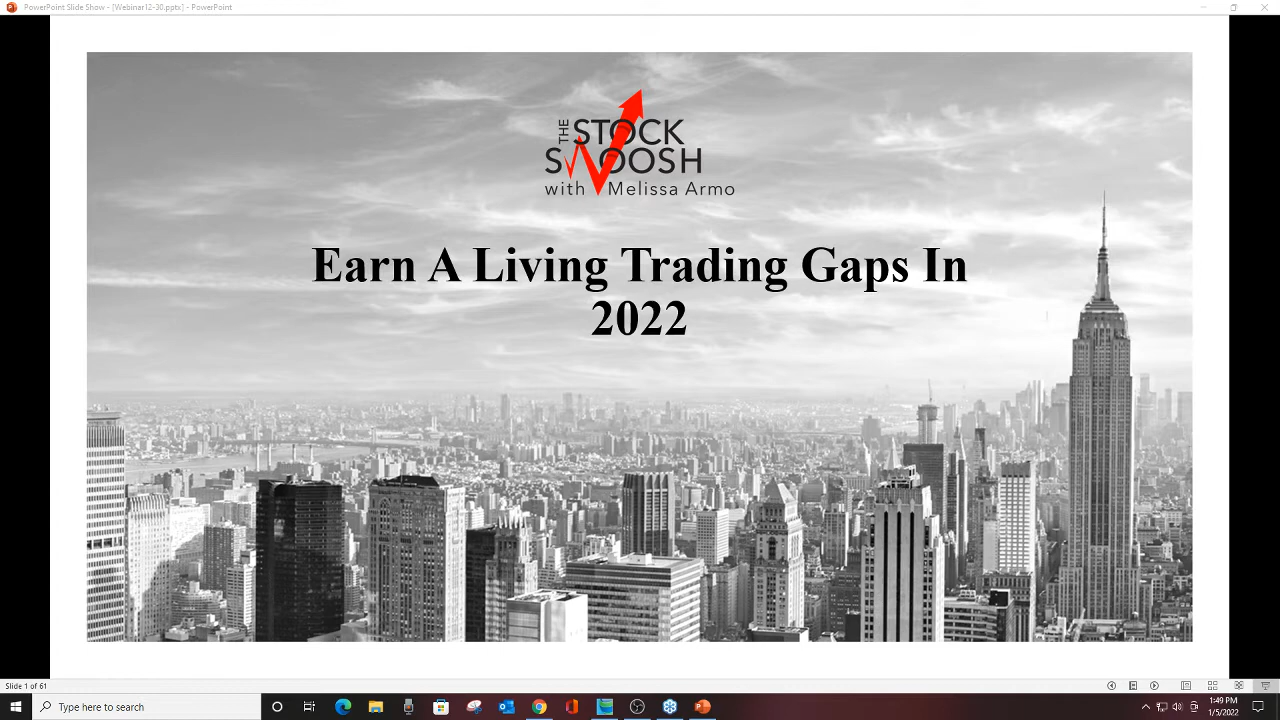 PowerPoint Slide Show - [Webinar12-30.pptx] - PowerPoint
THE STOCK
SWOOSH
with Melissa Armo
Earn A Living Trading Gaps In
2022
Slide 1 of 61
Type here to search
1:49 PM
1/5/2022